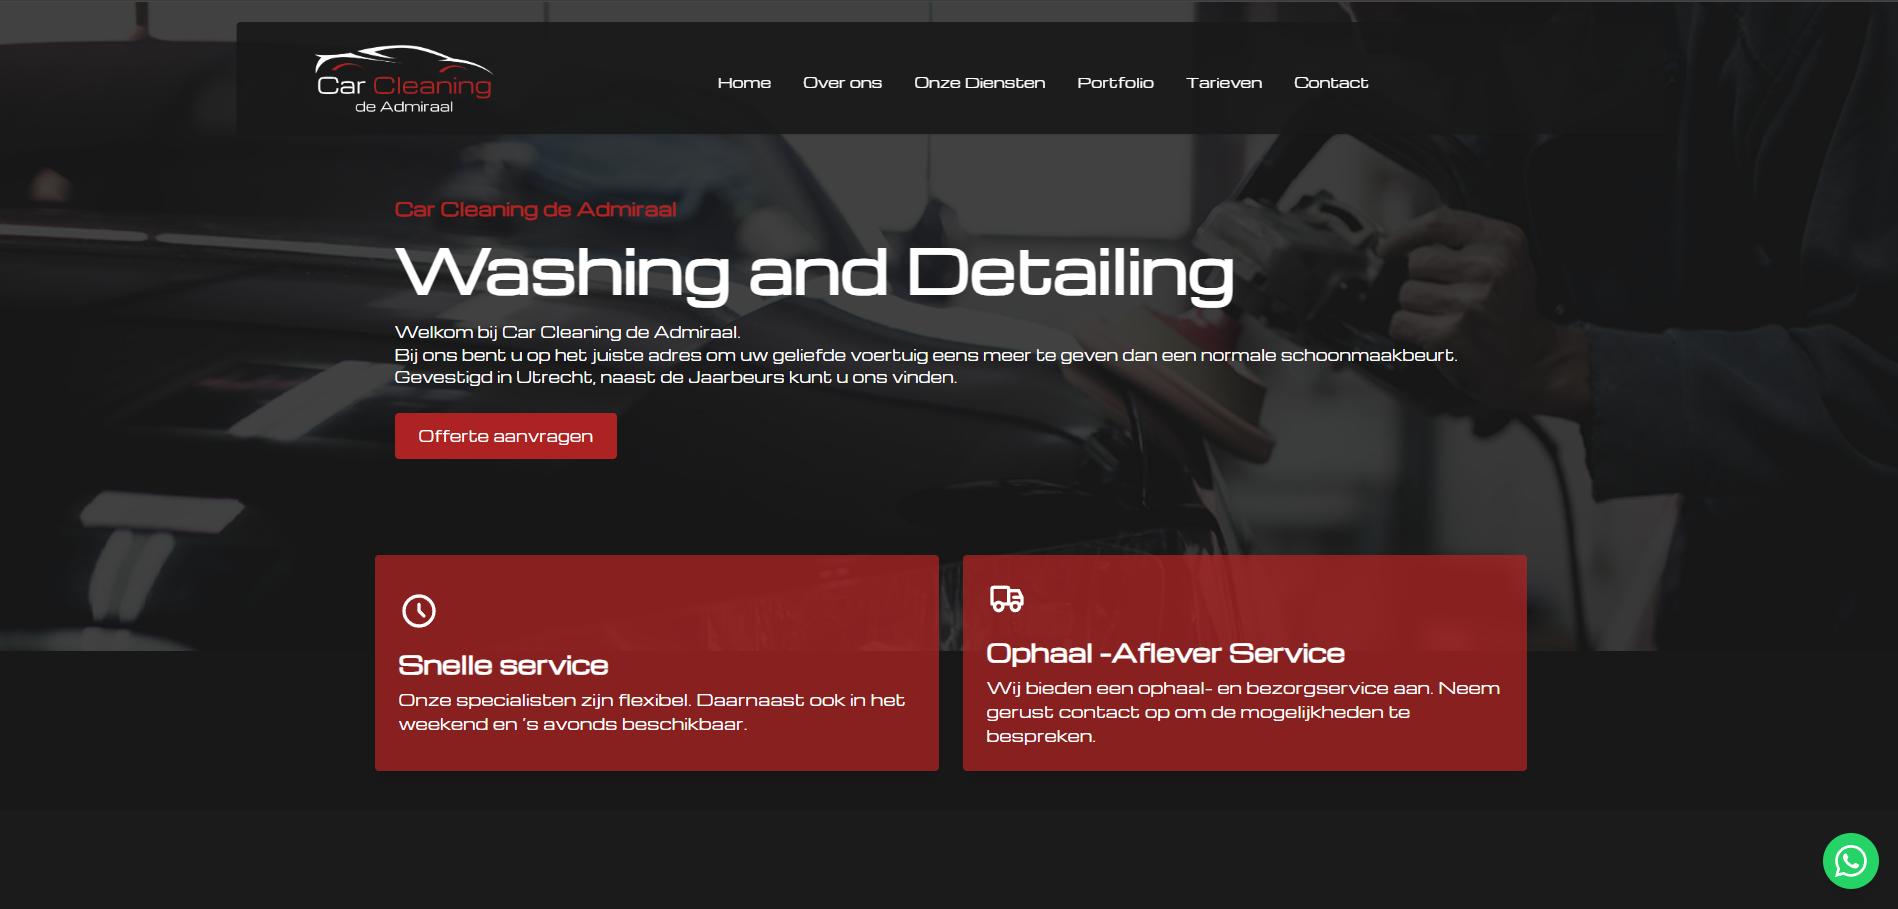 Car Cleaning
de Admiraal
Home Over ons Onze Diensten Portfolio Tarieven Contact
Car Cleaning de Admiraal
Washing and Detailing
Welkom bij Car Cleaning de Admiraal.
Bij ons bent u op het juiste adres om uw geliefde voertuig eens meer te geven dan een normale schoonmaakbeurt.
Gevestigd in Utrecht, naast de Jaarbeurs kunt u ons vinden.
Offerte aanvragen
Snelle service
Onze specialisten zijn flexibel. Daarnaast ook in het
weekend en 's avonds beschikbaar.
Ophaal -Aflever Service
Wij bieden een ophaal- en bezorgservice aan. Neem
gerust contact op om de mogelijkheden te
bespreken.